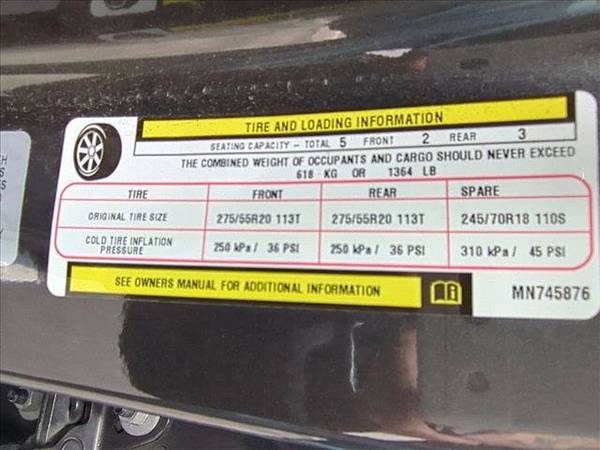 TIRE AND LOADING INFORMATION
SEATING CAPACITY - TOTAL 5 FRONT 2 REAR 3
THE COMBINED WEIGHT OF OCCUPANTS AND CARGO SHOULD NEVER EXCEED
618 KG OR 1364 LB
TIRE FRONT REAR SPARE
ORIGINAL TIRE SIZE 275/55R20 113T 275/55R20 113T 245/70R18 110S
COLD TIRE INFLATION PRESSURE 250 kPa / 36 PSI 250 kPa / 36 PSI 310 kPa / 45 PSI
SEE OWNERS MANUAL FOR ADDITIONAL INFORMATION
MN745876